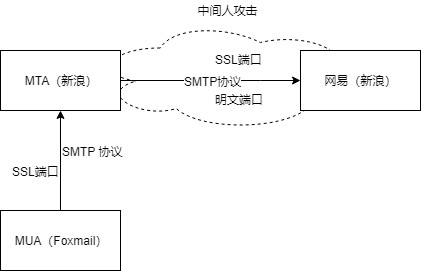 中间人攻击
SSL端口
MTA（新浪）
SMTP协议
网易（新浪）
明文端口
SMTP 协议
SSL端口
MUA（Foxmail）